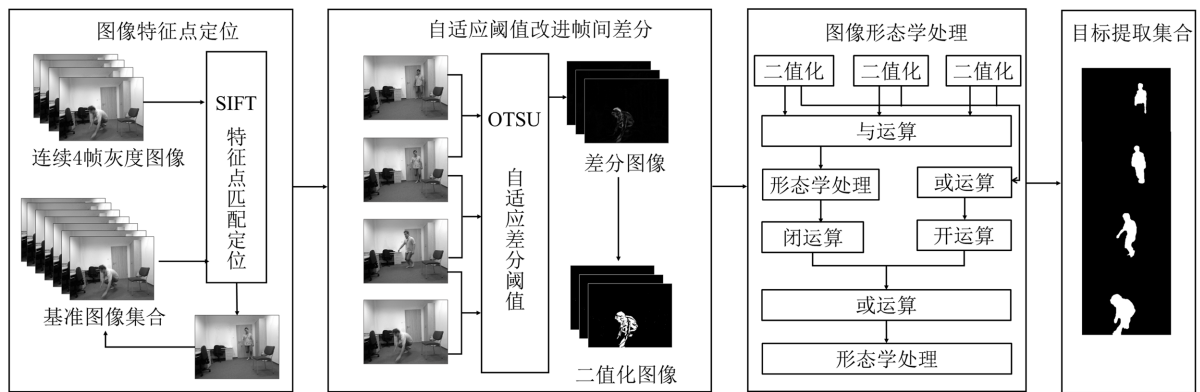 图像特征点定位
SIFT
特征点匹配定位
连续4帧灰度图像
基准图像集合
自适应阈值改进帧间差分
OTSU
自适应差分阈值
差分图像
二值化图像
图像形态学处理
二值化
二值化
二值化
与运算
形态学处理
或运算
闭运算
开运算
或运算
形态学处理
目标提取集合